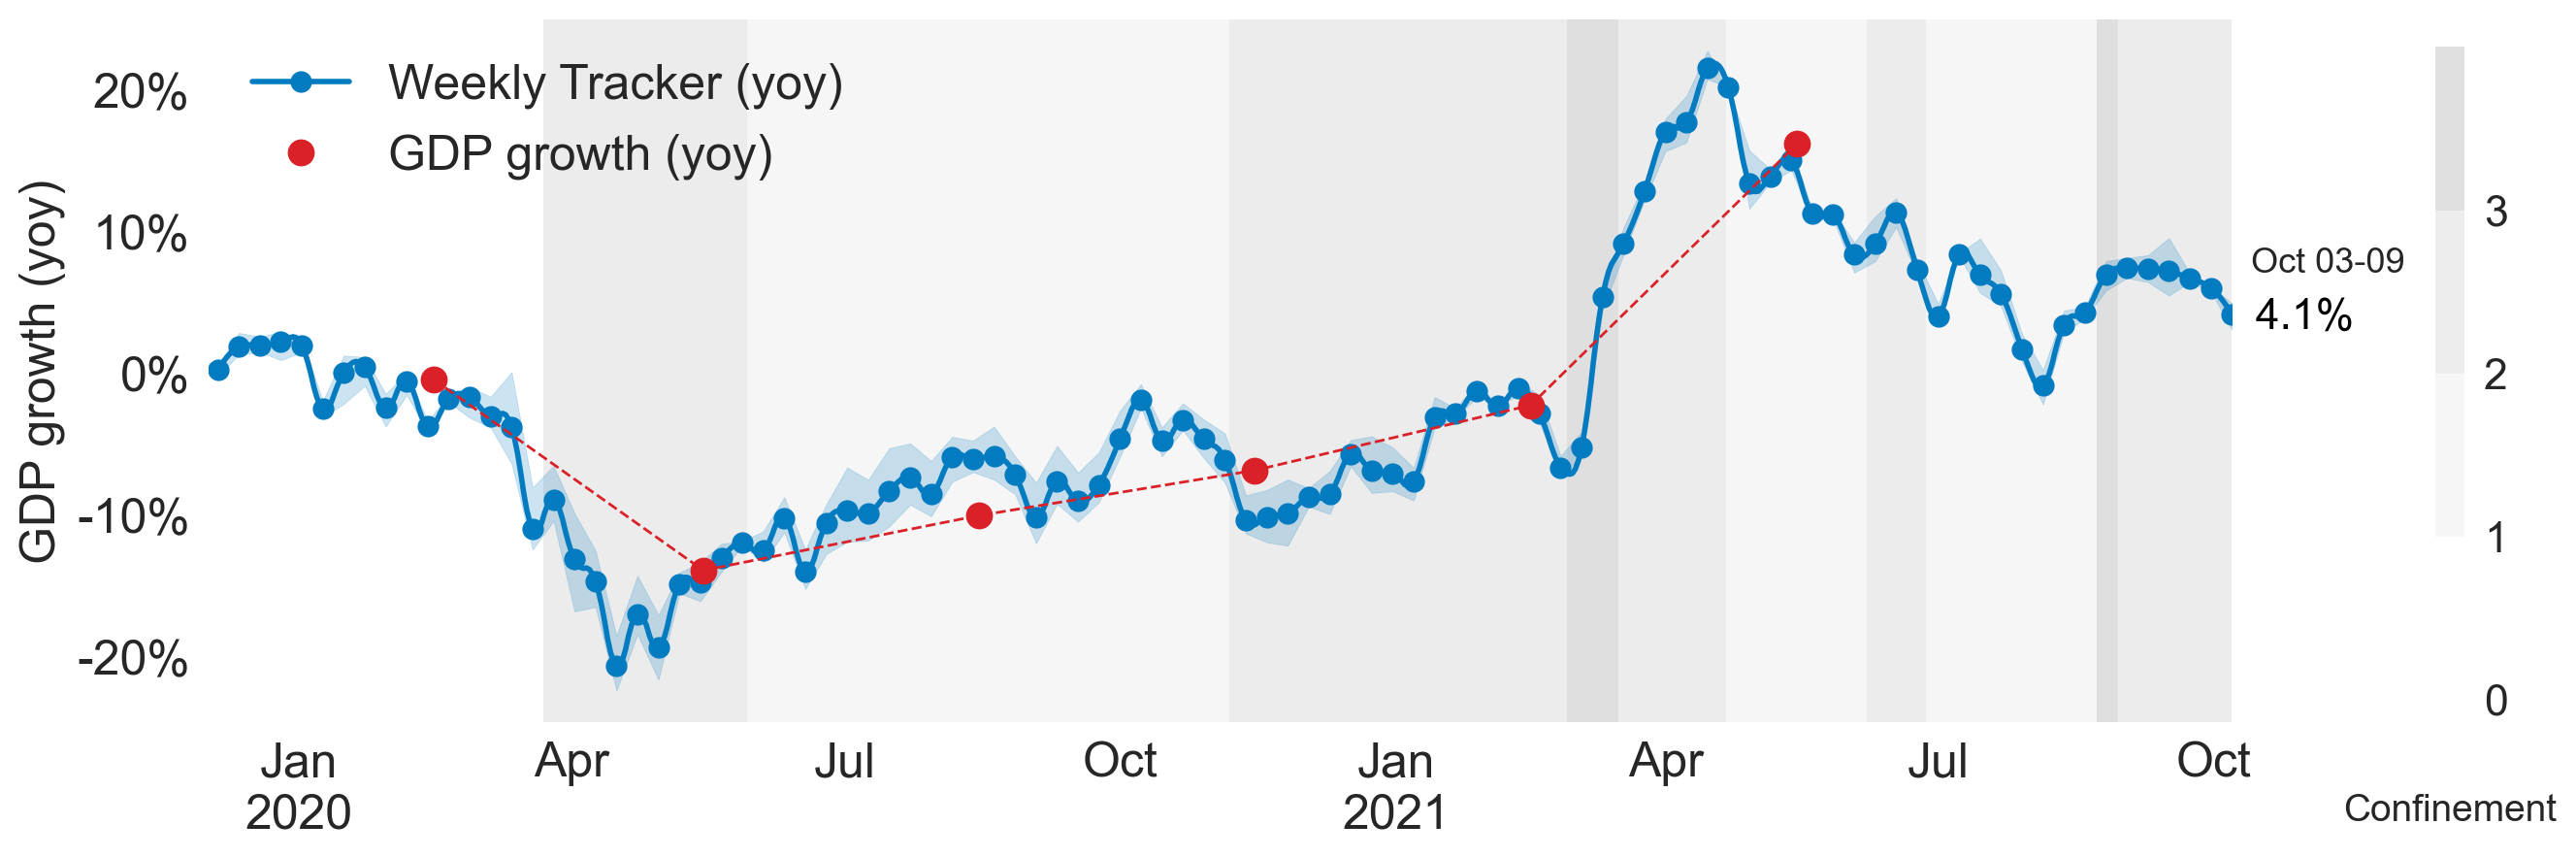 Weekly Tracker (yoy)
GDP growth (yoy)
GDP growth (yoy)
20%
10%
0%
-10%
-20%
Jan
2020
Apr
Jul
Oct
Jan
2021
Apr
Jul
Oct
Oct 03-09
4.1%
3
2
1
0
Confinement